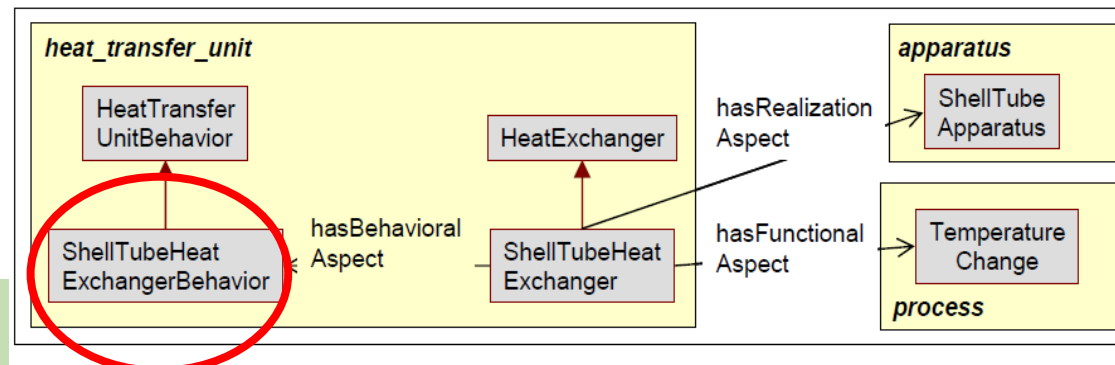 heat_transfer_unit
HeatTransfer
UnitBehavior
HeatExchanger
ShellTubeHeat
ExchangerBehavior
hasBehavioral
Aspect
ShellTubeHeat
Exchanger
hasRealization
Aspect
hasFunctional
Aspect
apparatus
ShellTube
Apparatus
Temperature
Change
process